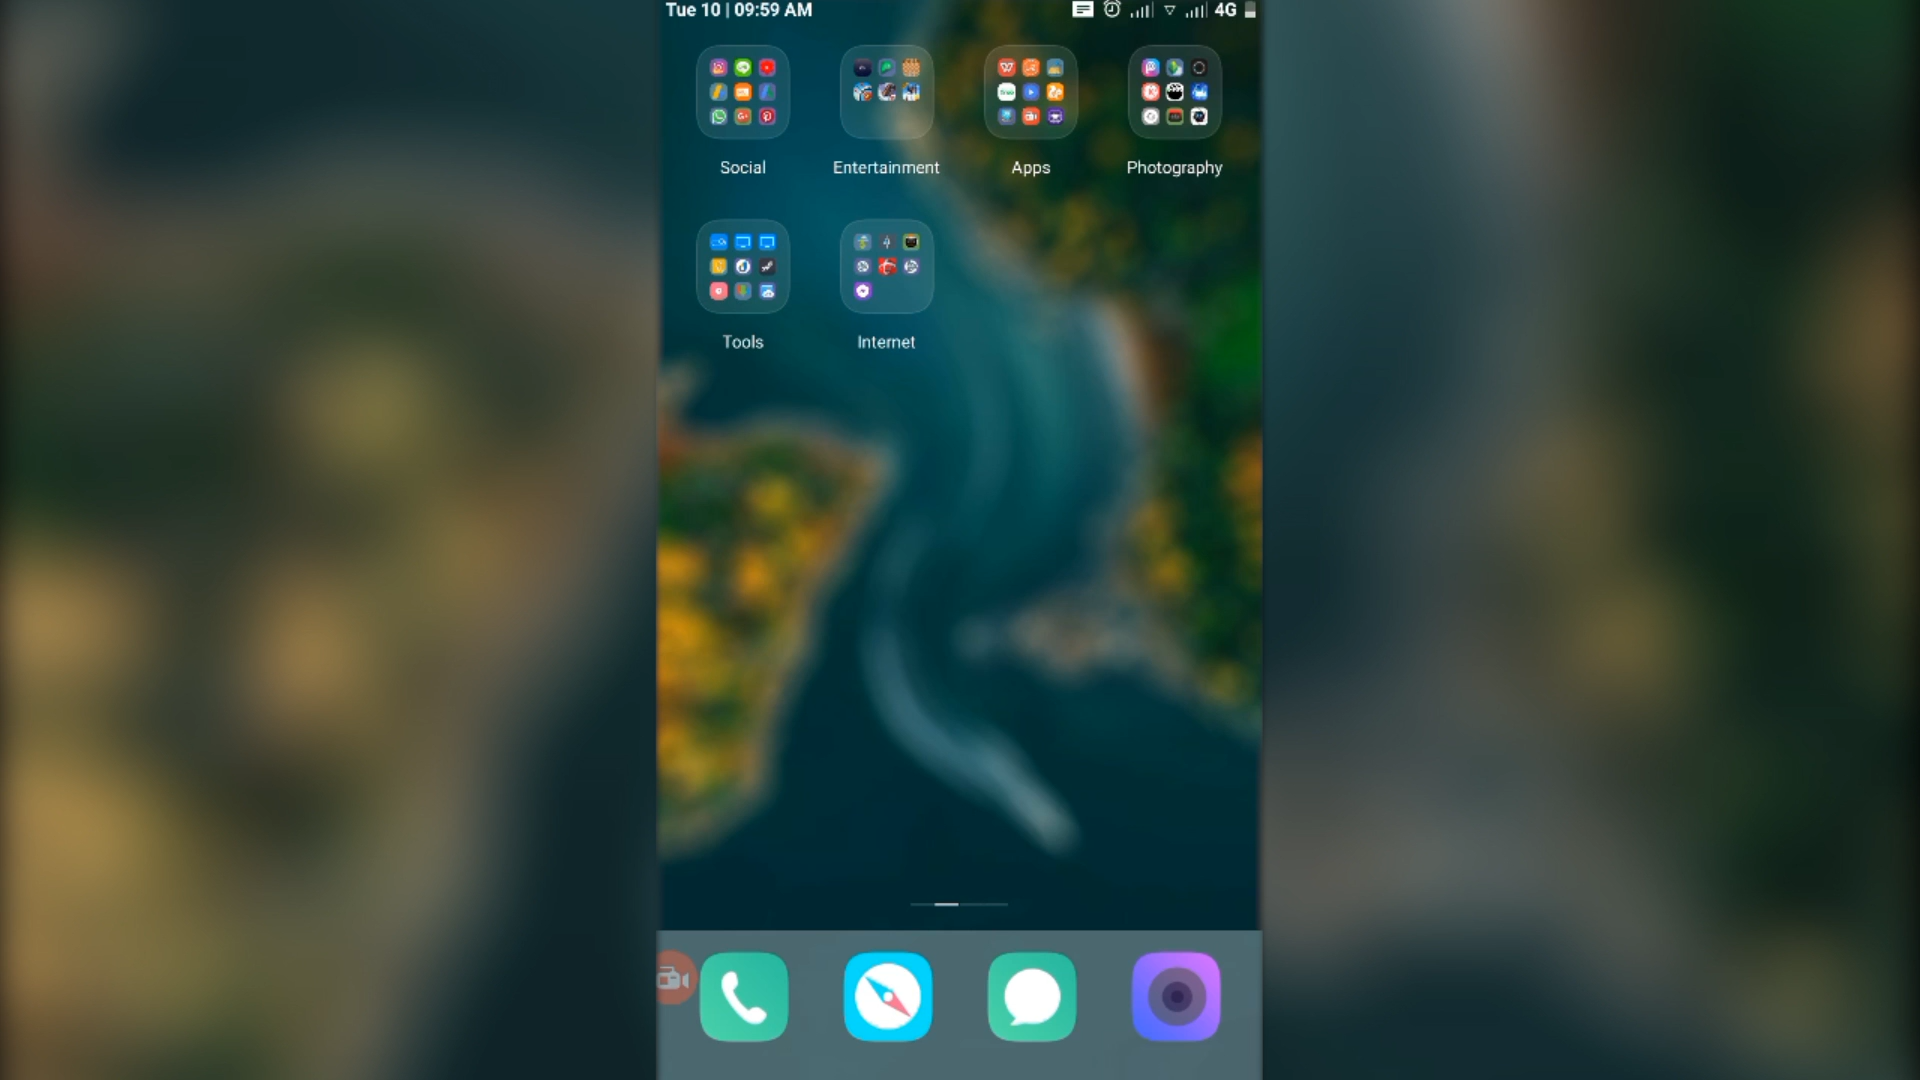 Tue 10 | 09:59 AM 4G
Social Entertainment Apps Photography
Tools Internet